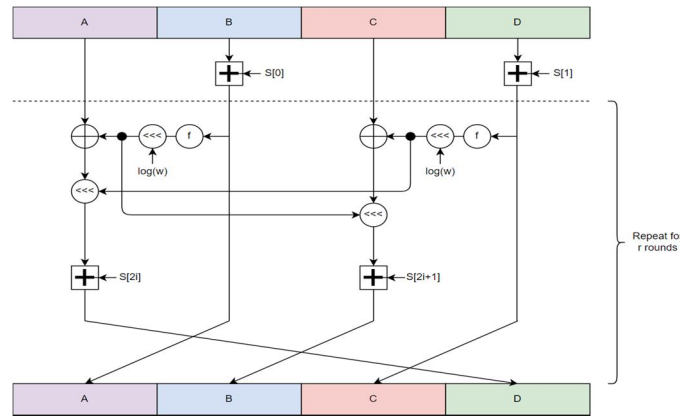 A B C D
S[0] S[1]
<<< f <<< f
log(w) log(w)
<<<
<<<
Repeat fo
r rounds
S[2i] S[2i+1]
A B C D